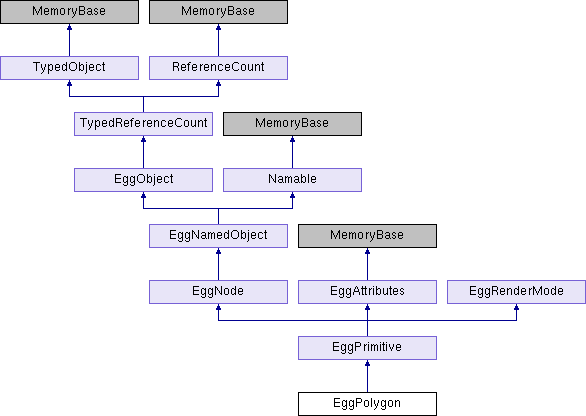 MemoryBase
MemoryBase
TypedObject
ReferenceCount
TypedReferenceCount
MemoryBase
EggObject
Namable
EggNamedObject
MemoryBase
EggNode
EggAttributes
EggRenderMode
EggPrimitive
EggPolygon